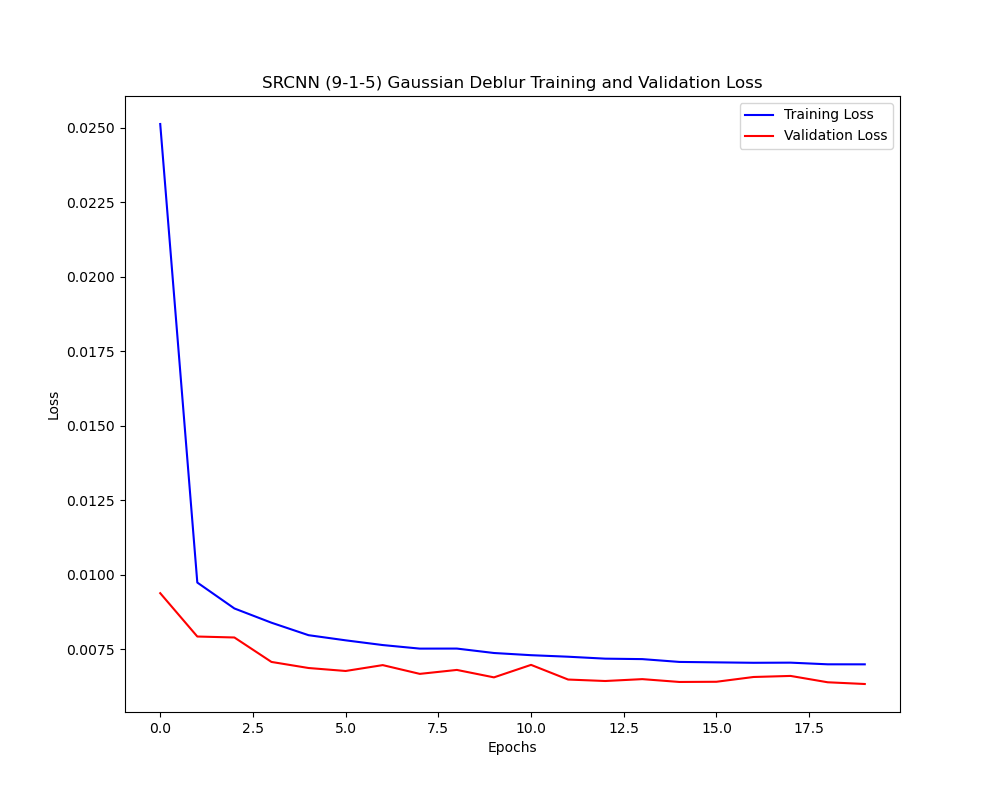 SRCNN (9-1-5) Gaussian Deblur Training and Validation Loss
Training Loss
Validation Loss
0.0250
0.0225
0.0200
0.0175
0.0150
0.0125
0.0100
0.0075
Loss
0.0 2.5 5.0 7.5 10.0 12.5 15.0 17.5
Epochs